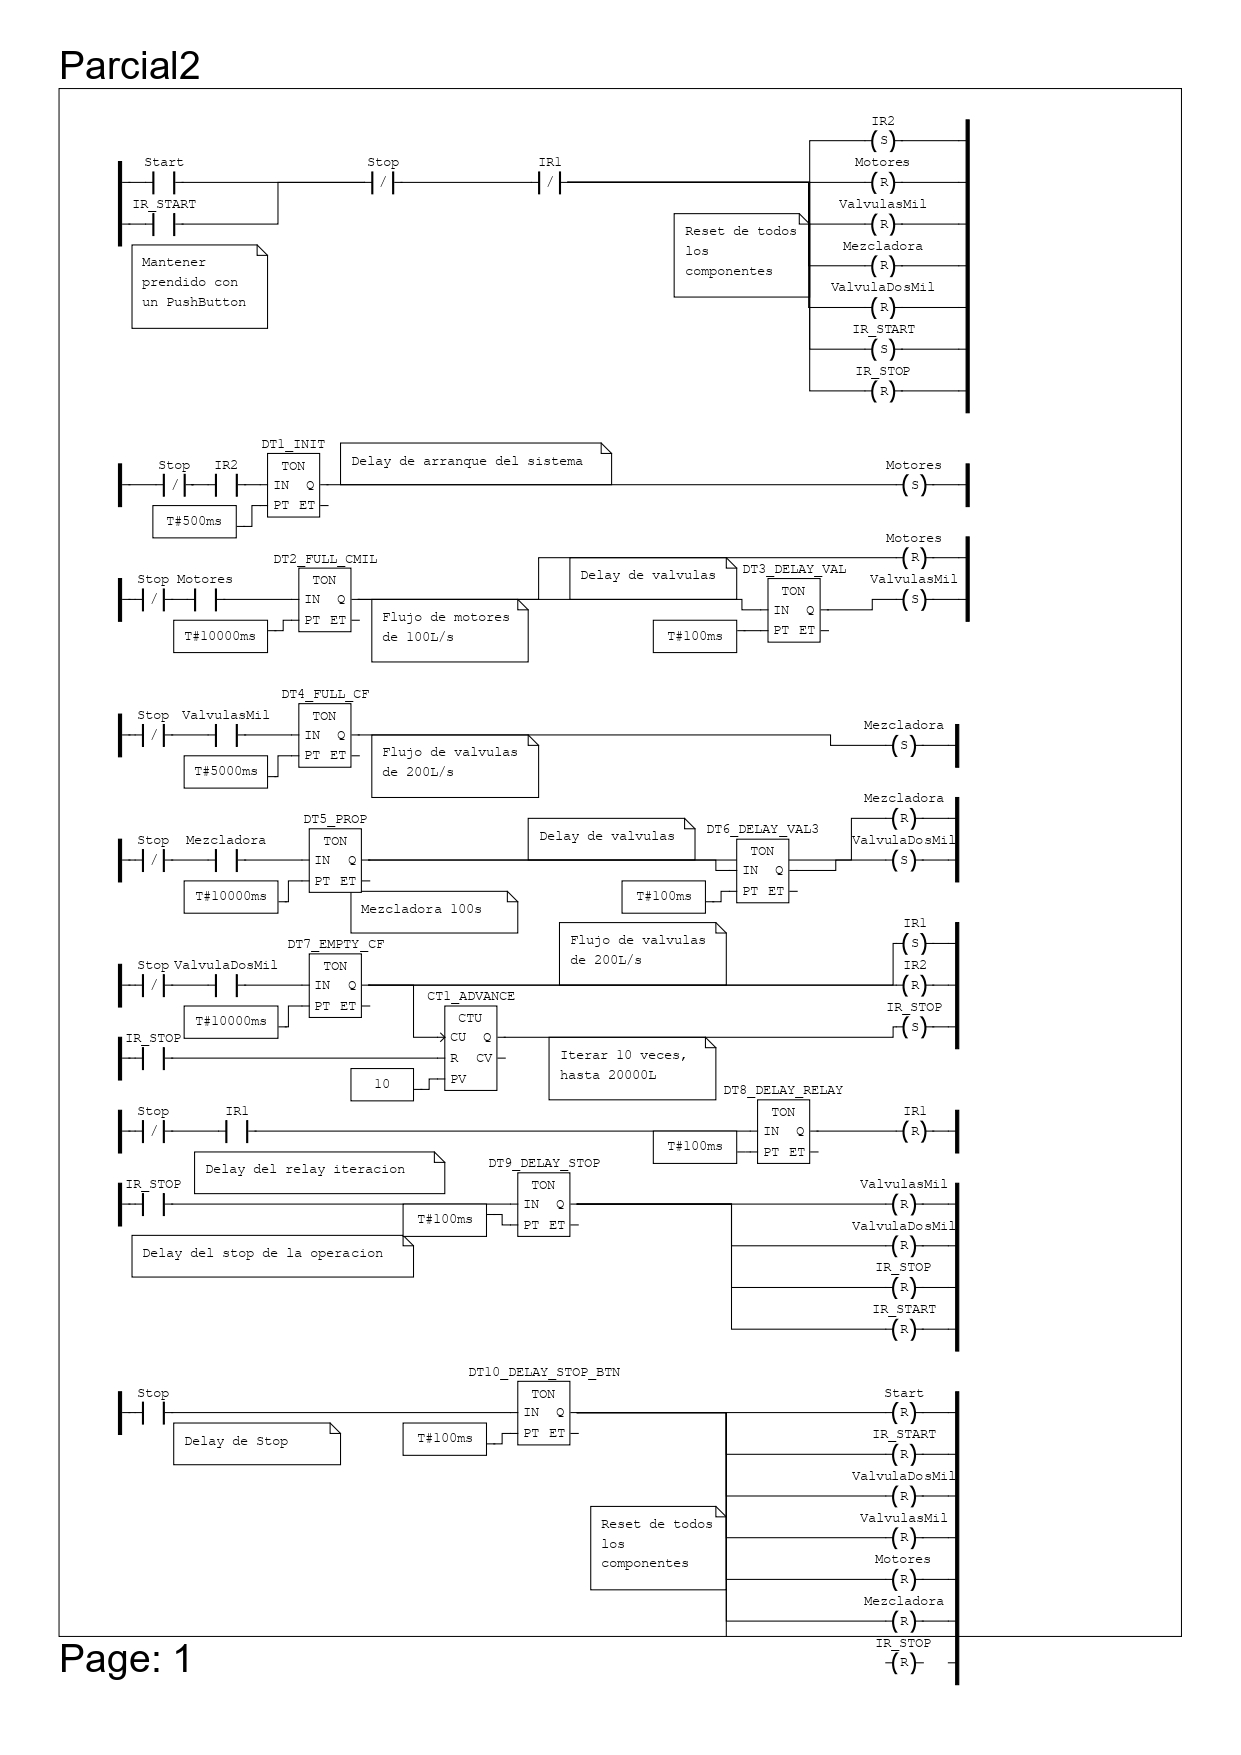 Parcial2
IR2
S
Start Stop IR1 Motores
/ / R
IR_START ValvulasMil
R
Reset de todos
los
componentes
Mezcladora
R
Mantener
prendido con
un PushButton
ValvulaDosMil
R
IR_START
S
IR_STOP
R
DT1_INIT
Delay de arranque del sistema
Stop IR2 TON Motores
/ IN Q S
PT ET
T#500ms
Motores
R
DT2_FULL_CMIL
Delay de valvulas
DT3_DELAY_VAL
Stop Motores TON ValvulasMil
/ IN Q S
PT ET
T#10000ms
Flujo de motores
de 100L/s
TON
IN Q
PT ET
T#100ms
DT4_FULL_CF
Stop ValvulasMil TON Mezcladora
/ IN Q S
PT ET
T#5000ms
Flujo de valvulas
de 200L/s
Mezcladora
R
DT5_PROP
Delay de valvulas
DT6_DELAY_VAL3
Stop Mezcladora TON ValvulaDosMil
/ IN Q S
PT ET
T#10000ms
TON
IN Q
PT ET
T#100ms
Mezcladora 100s
IR1
S
Flujo de valvulas
de 200L/s
DT7_EMPTY_CF
Stop ValvulaDosMil TON IR2
/ IN Q R
PT ET
T#10000ms
CT1_ADVANCE
IR_STOP
S
IR_STOP
CTU
CU Q
R CV
PV
10
Iterar 10 veces,
hasta 20000L
DT8_DELAY_RELAY
Stop IR1 TON IR1
/ IN Q R
PT ET
T#100ms
Delay del relay iteracion
DT9_DELAY_STOP
IR_STOP TON ValvulasMil
IN Q R
PT ET
T#100ms
ValvulaDosMil
R
Delay del stop de la operacion
IR_STOP
R
IR_START
R
DT10_DELAY_STOP_BTN
Stop TON Start
IN Q R
PT ET
T#100ms
Delay de Stop
IR_START
R
ValvulaDosMil
R
Reset de todos
los
componentes
ValvulasMil
R
Motores
R
Mezcladora
R
IR_STOP
R
Page: 1